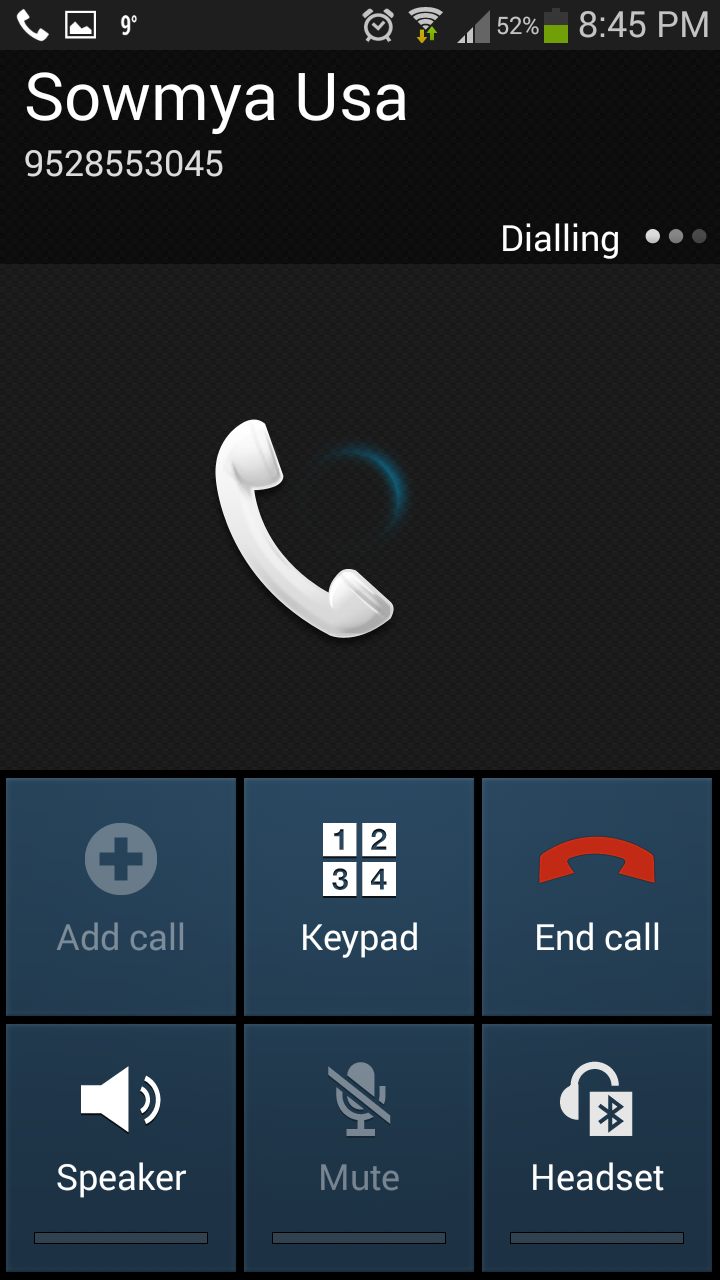 9° 52% 8:45 PM
Sowmya Usa
9528553045
Dialling
1 2
3 4
Add call Keypad End call
Speaker Mute Headset